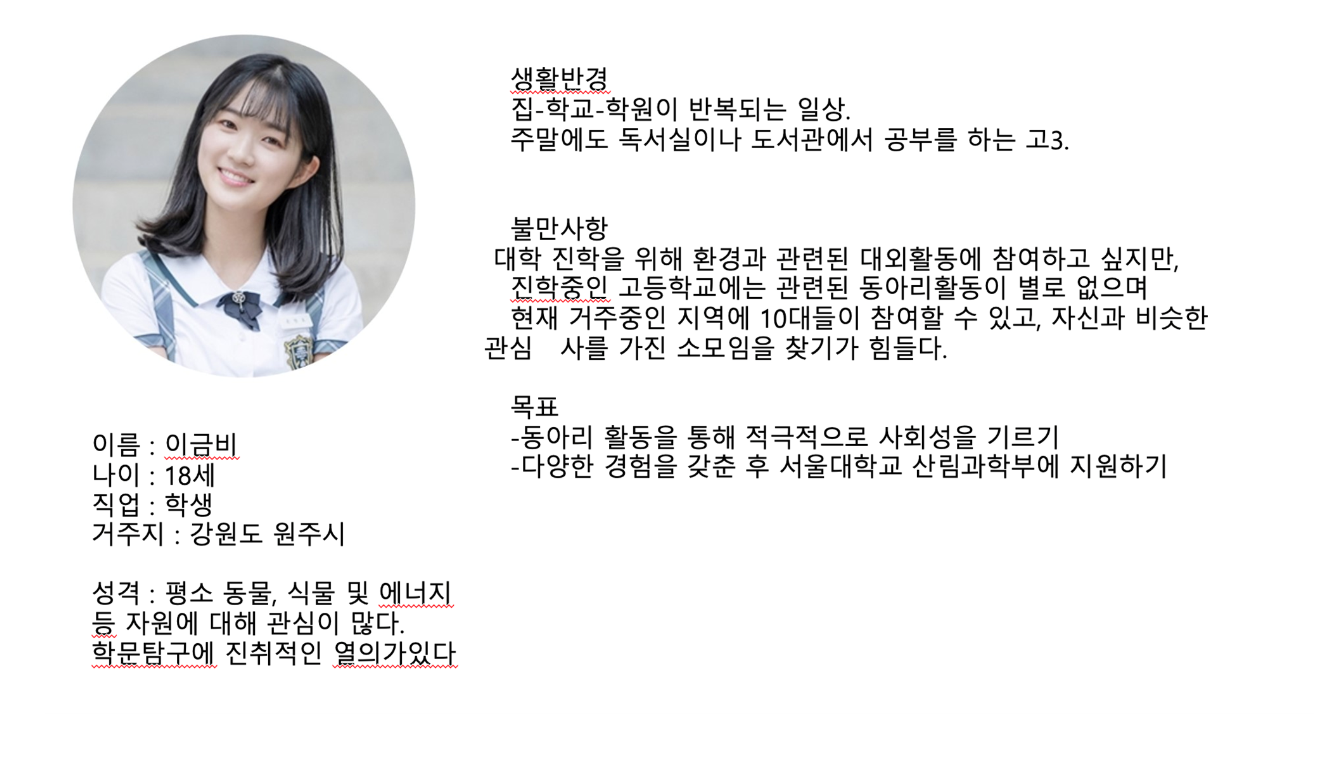 생활반경
집-학교-학원이 반복되는 일상.
주말에도 독서실이나 도서관에서 공부를 하는 고3.
불만사항
대학 진학을 위해 환경과 관련된 대외활동에 참여하고 싶지만,
진학중인 고등학교에는 관련된 동아리활동이 별로 없으며
현재 거주중인 지역에 10대들이 참여할 수 있고, 자신과 비슷한
관심 사를 가진 소모임을 찾기가 힘들다.
목표
-동아리 활동을 통해 적극적으로 사회성을 기르기
-다양한 경험을 갖춘 후 서울대학교 산림과학부에 지원하기
이름 : 이금비
나이 : 18세
직업 : 학생
거주지 : 강원도 원주시
성격 : 평소 동물, 식물 및 에너지
등 자원에 대해 관심이 많다.
학문탐구에 진취적인 열의가있다